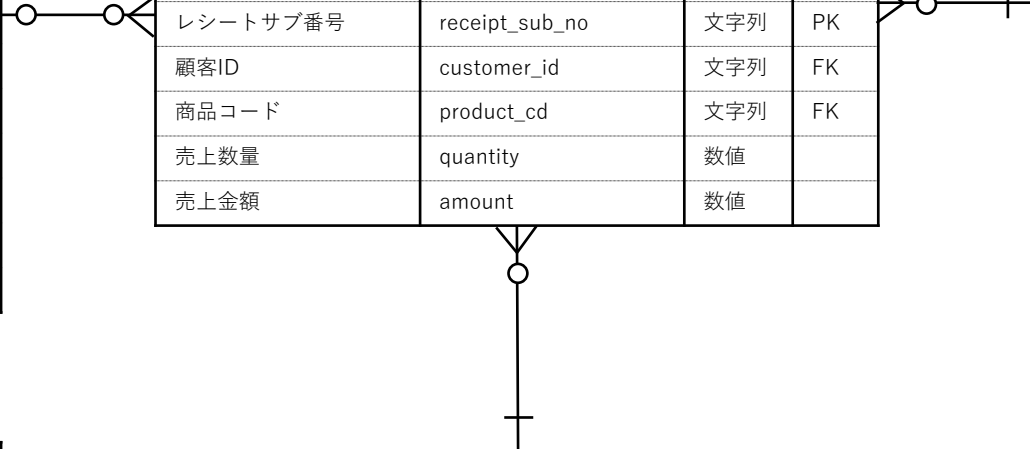 レシートサブ番号 receipt_sub_no 文字列 PK
顧客ID customer_id 文字列 FK
商品コード product_cd 文字列 FK
売上数量 quantity 数値
売上金額 amount 数値